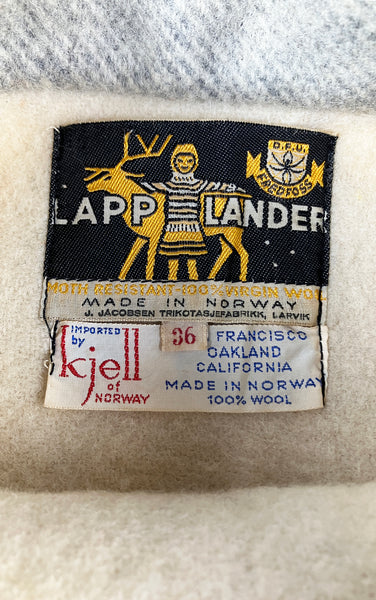 D.F.U.
FREDFOSS
LAPP LANDER
MOTH RESISTANT-100% VIRGIN WOOL
MADE IN NORWAY
J. JACOBSEN TRIKOTASJEFABRIKK, LARVIK
IMPORTED
by
kjell
of
NORWAY
36
FRANCISCO
OAKLAND
CALIFORNIA
MADE IN NORWAY
100% WOOL